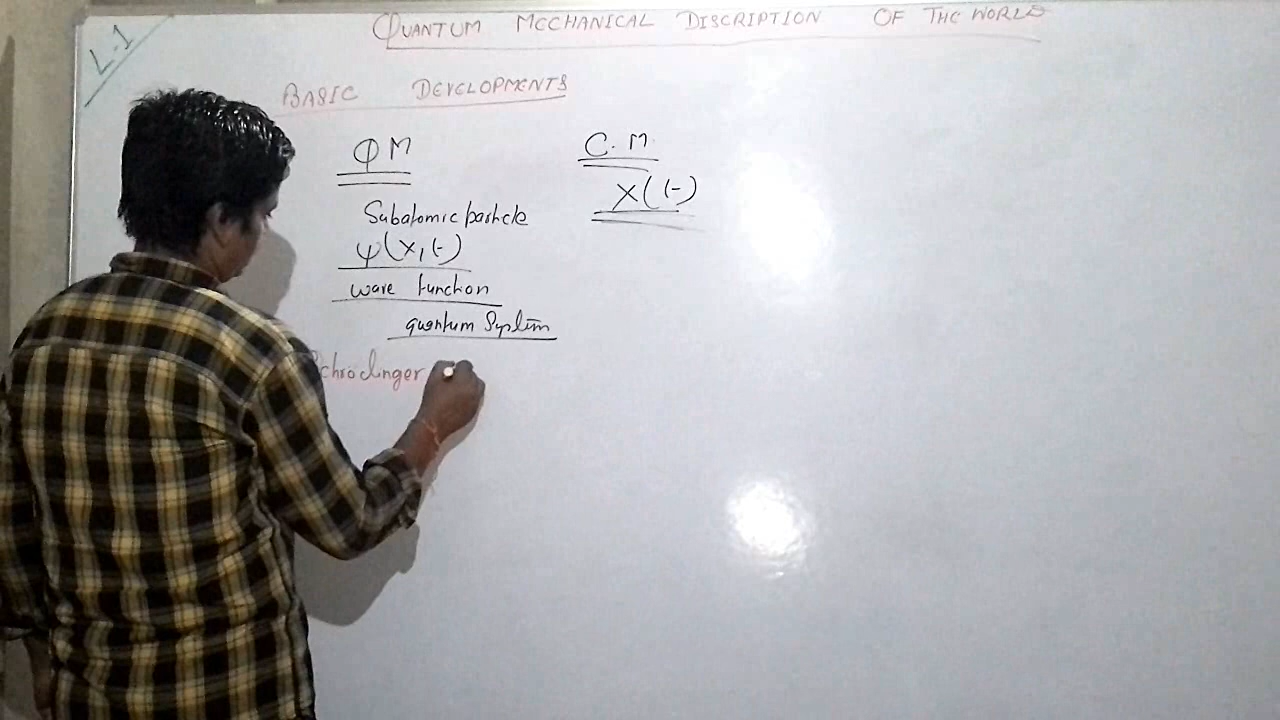 L-1
QUANTUM MECHANICAL DISCRIPTION OF THE WORLD
BASIC DEVELOPMENTS
QM
C.M.
X(t)
Subatomic particle
ψ(x,t)
wave function
quantum System
Schrodinger